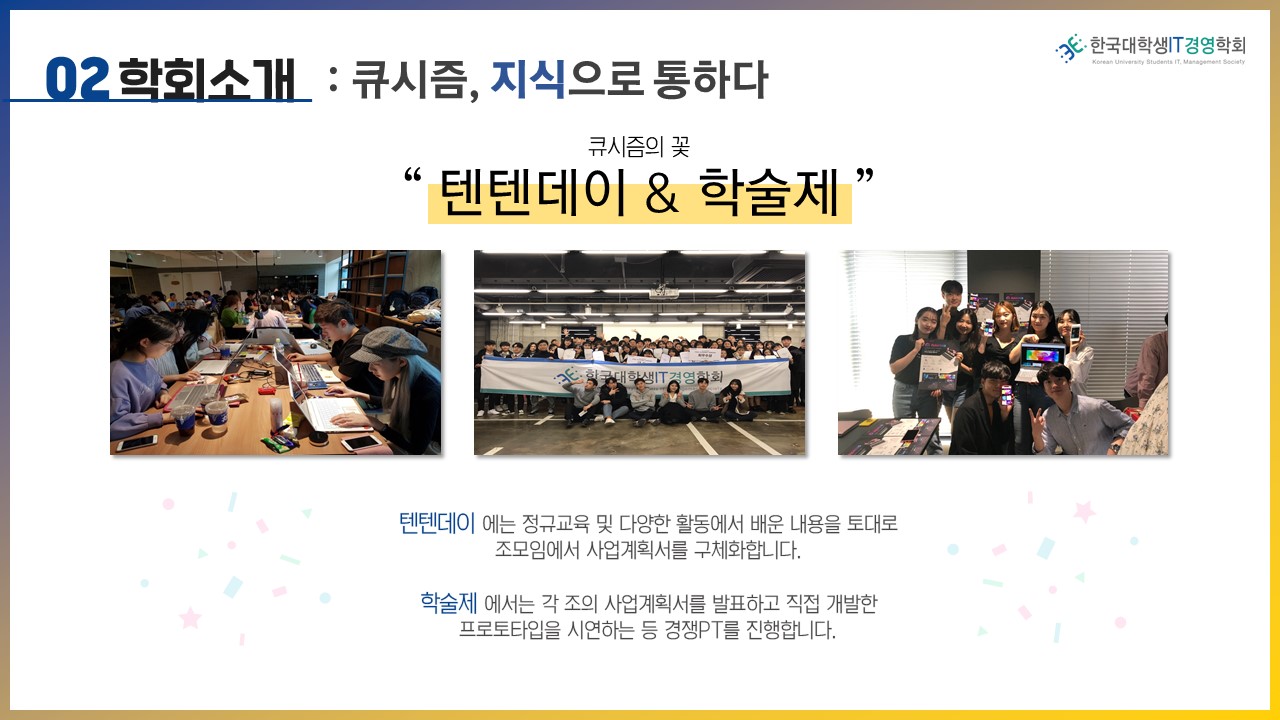 02 학회소개 : 큐시즘, 지식으로 통하다
한국대학생IT경영학회
Korean University Students IT, Management Society
큐시즘의 꽃
“ 텐텐데이 & 학술제 ”
한국대학생IT경영학회
텐텐데이 에는 정규교육 및 다양한 활동에서 배운 내용을 토대로
조모임에서 사업계획서를 구체화합니다.
학술제 에서는 각 조의 사업계획서를 발표하고 직접 개발한
프로토타입을 시연하는 등 경쟁PT를 진행합니다.